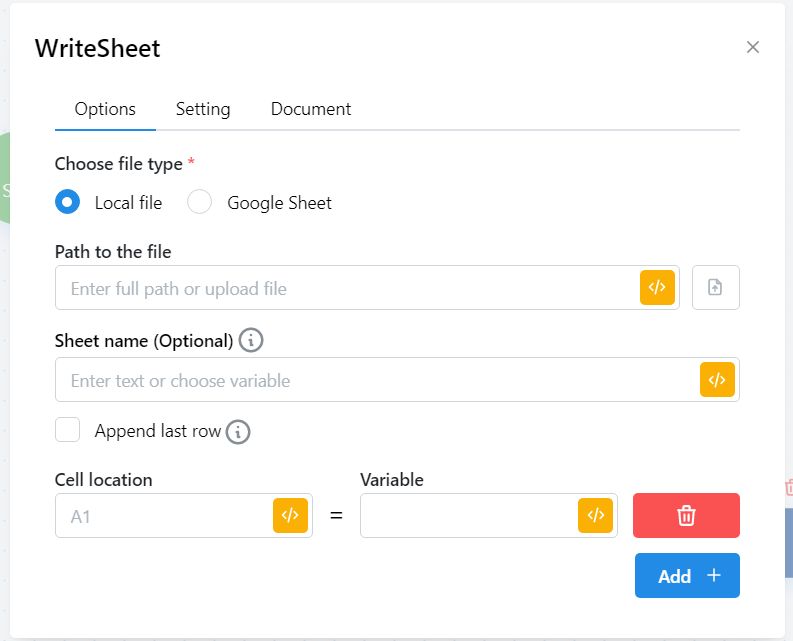 WriteSheet
Options Setting Document
Choose file type *
Local file Google Sheet
Path to the file
Enter full path or upload file </>
Sheet name (Optional) i
Enter text or choose variable </>
Append last row i
Cell location Variable
A1 </> = </>
Add +
S